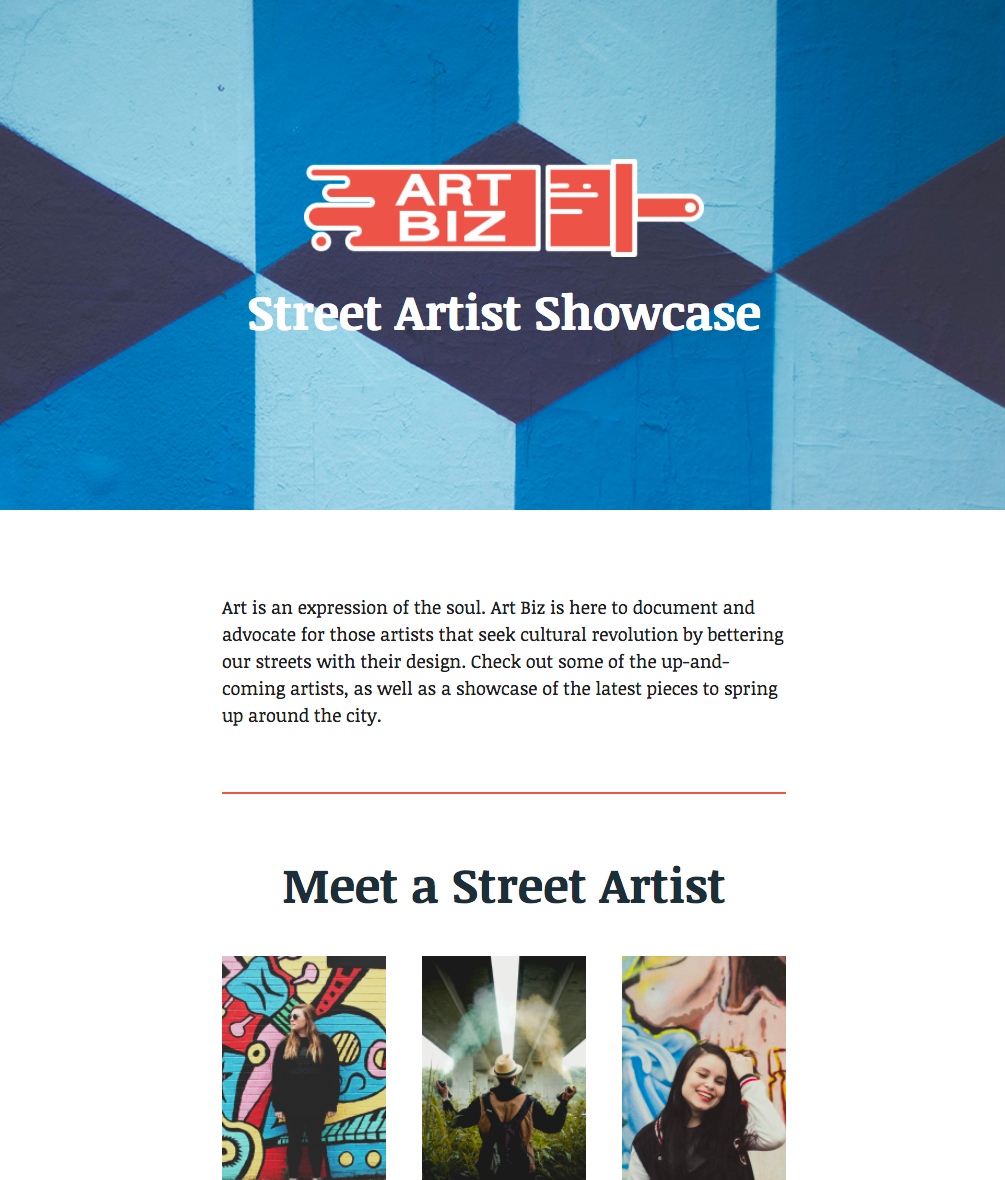 ART
BIZ
Street Artist Showcase
Art is an expression of the soul. Art Biz is here to document and
advocate for those artists that seek cultural revolution by bettering
our streets with their design. Check out some of the up-and-
coming artists, as well as a showcase of the latest pieces to spring
up around the city.
Meet a Street Artist